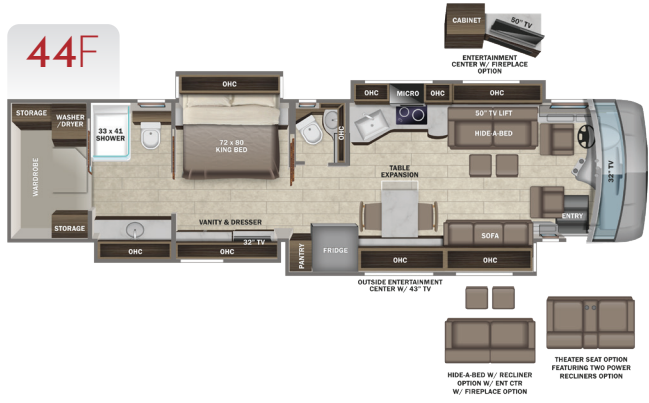 44F
CABINET
50" TV
ENTERTAINMENT
CENTER W/ FIREPLACE
OPTION
OHC
OHC
MICRO
OHC
OHC
STORAGE
WASHER
/DRYER
33 x 41
SHOWER
OHC
50" TV LIFT
HIDE-A-BED
72 x 80
KING BED
WARDROBE
TABLE
EXPANSION
32" TV
STORAGE
VANITY & DRESSER
32" TV
ENTRY
SOFA
OHC
OHC
PANTRY
FRIDGE
OHC
OHC
OUTSIDE ENTERTAINMENT
CENTER W/ 43" TV
HIDE-A-BED W/ RECLINER
OPTION W/ ENT CTR
W/ FIREPLACE OPTION
THEATER SEAT OPTION
FEATURING TWO POWER
RECLINERS OPTION